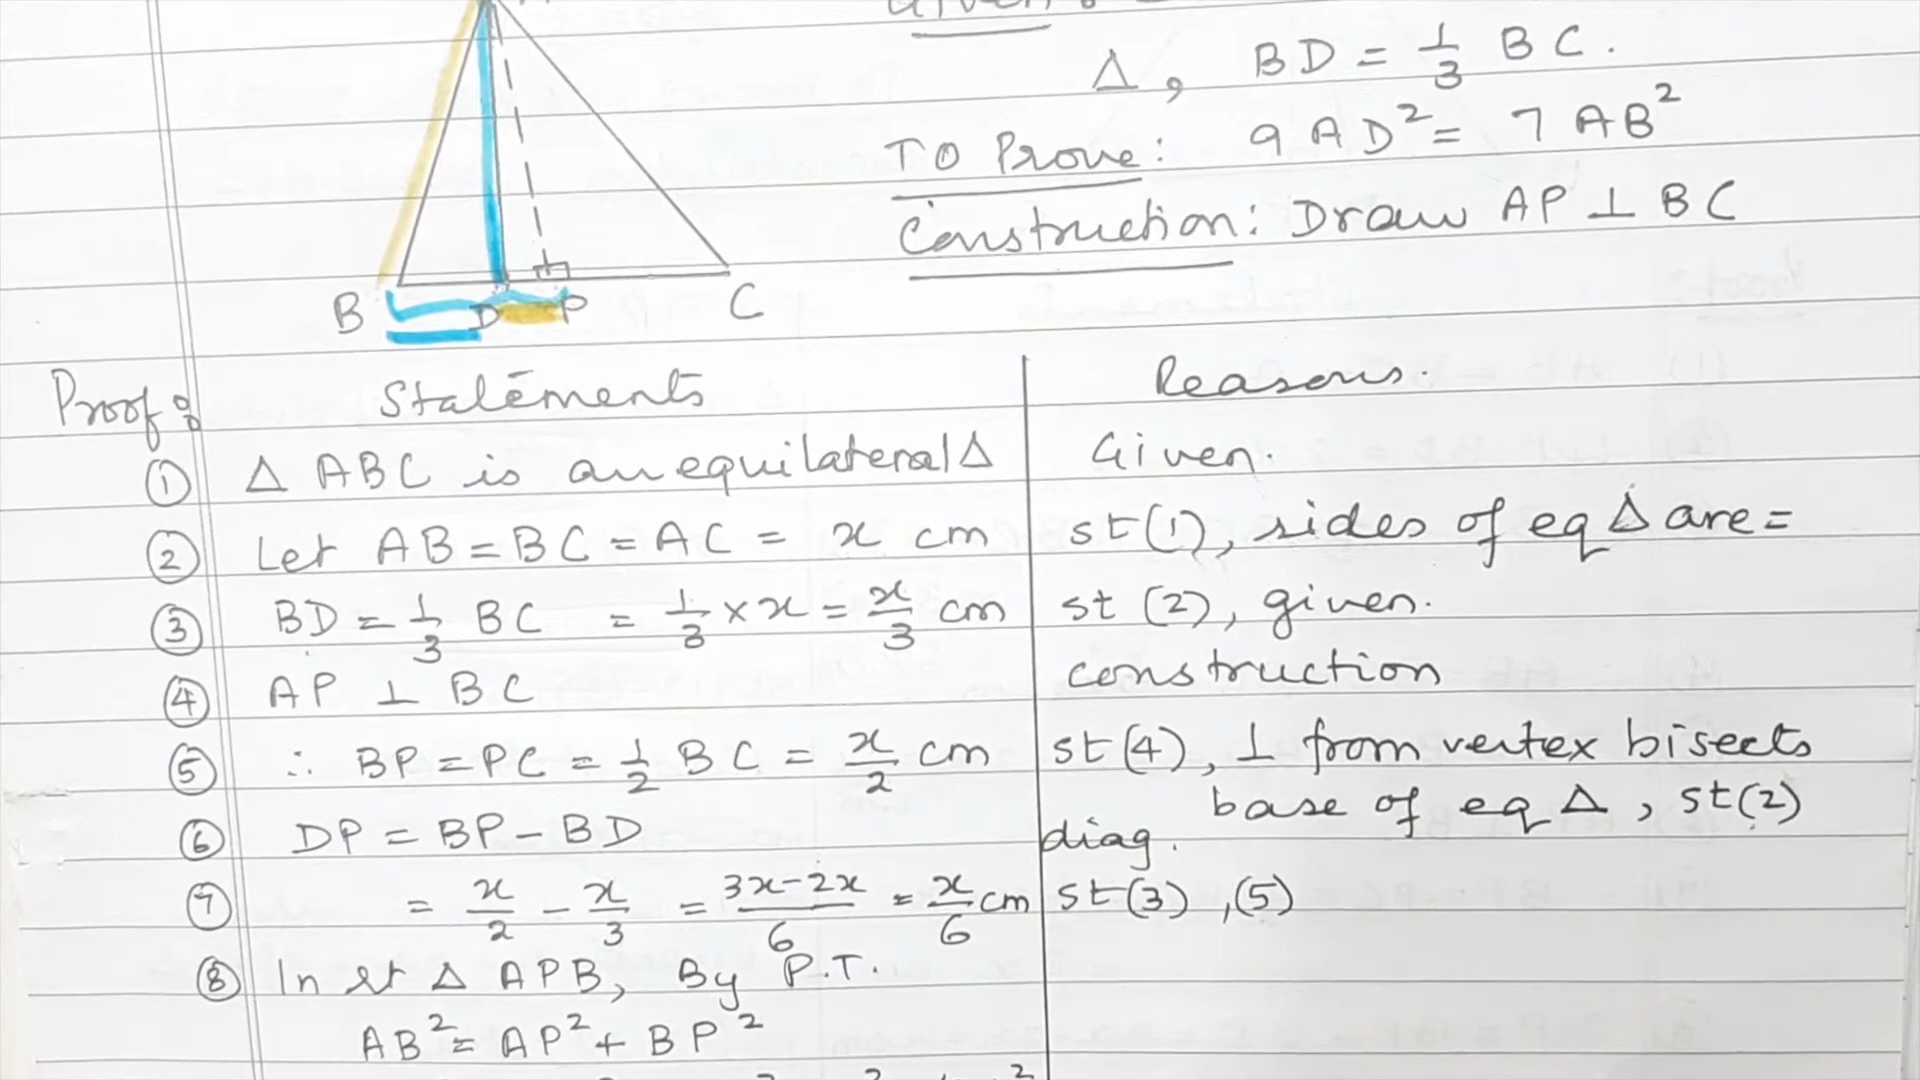 Given :
Δ, BD = 1/3 BC.
TO Prove: 9 AD² = 7 AB²
Construction: Draw AP ⊥ BC
B D P C
Proof: Statements Reasons.
① Δ ABC is an equilateral Δ Given.
② Let AB = BC = AC = x cm st(1), sides of eq Δ are =
③ BD = 1/3 BC = 1/3 × x = x/3 cm st (2), given.
④ AP ⊥ BC construction
⑤ ∴ BP = PC = 1/2 BC = x/2 cm st(4), ⊥ from vertex bisects
base of eq Δ, st(2)
⑥ DP = BP - BD diag.
⑦ = x/2 - x/3 = 3x-2x/6 = x/6 cm st(3), (5)
⑧ In rt Δ APB, By P.T.
AB² = AP² + BP²